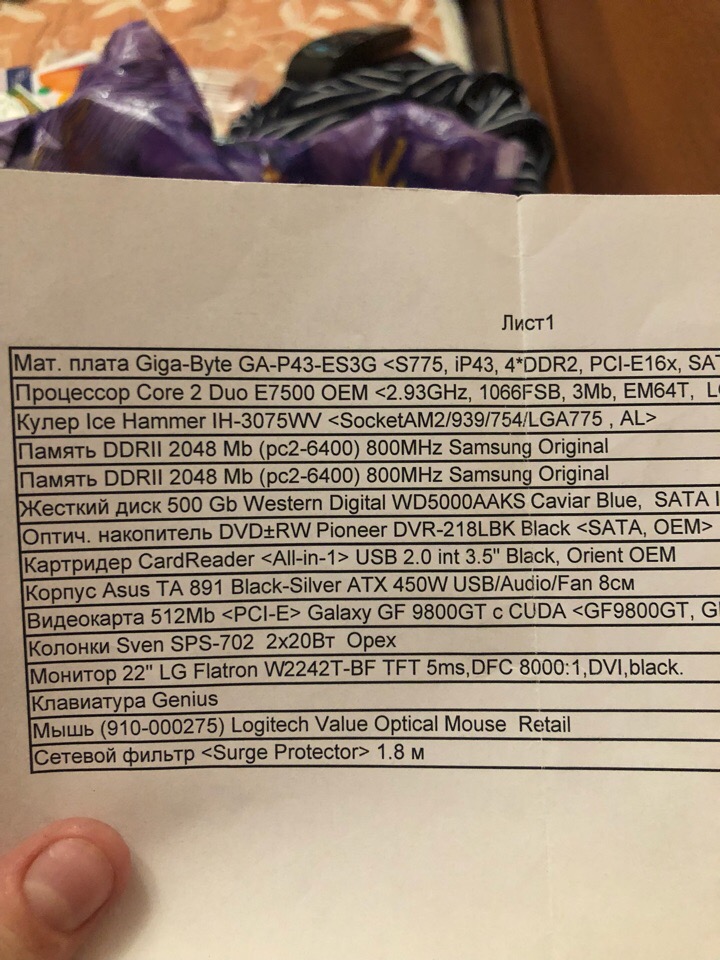 Лист1
Мат. плата Giga-Byte GA-P43-ES3G <S775, iP43, 4*DDR2, PCI-E16x, SAT
Процессор Core 2 Duo E7500 OEM <2.93GHz, 1066FSB, 3Mb, EM64T, LG
Кулер Ice Hammer IH-3075WV <SocketAM2/939/754/LGA775 , AL>
Память DDRII 2048 Mb (pc2-6400) 800MHz Samsung Original
Память DDRII 2048 Mb (pc2-6400) 800MHz Samsung Original
Жесткий диск 500 Gb Western Digital WD5000AAKS Caviar Blue, SATA I
Оптич. накопитель DVD±RW Pioneer DVR-218LBK Black <SATA, OEM>
Картридер CardReader <All-in-1> USB 2.0 int 3.5" Black, Orient OEM
Корпус Asus TA 891 Black-Silver ATX 450W USB/Audio/Fan 8см
Видеокарта 512Mb <PCI-E> Galaxy GF 9800GT с CUDA <GF9800GT, G
Колонки Sven SPS-702 2x20Вт Орех
Монитор 22" LG Flatron W2242T-BF TFT 5ms,DFC 8000:1,DVI,black.
Клавиатура Genius
Мышь (910-000275) Logitech Value Optical Mouse Retail
Сетевой фильтр <Surge Protector> 1.8 м